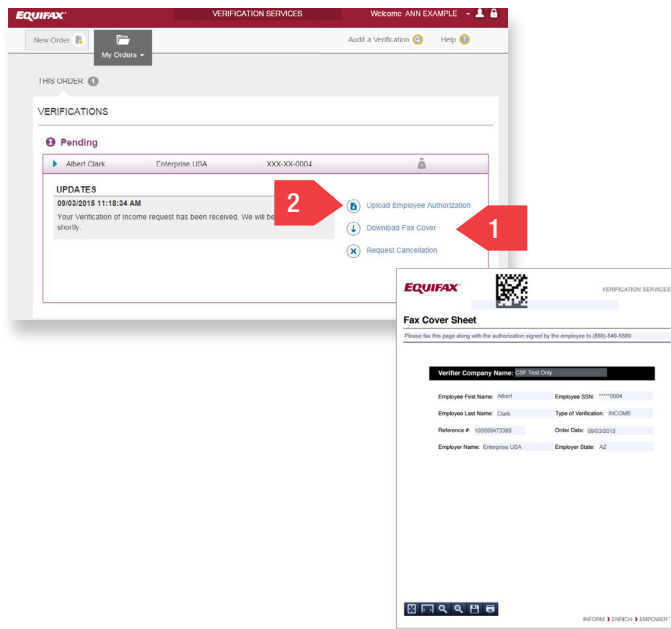 EQUIFAX
VERIFICATION SERVICES
Welcome ANN EXAMPLE
New Order
My Orders
Audit a Verification
Help
THIS ORDER 1
VERIFICATIONS
Pending
Albert Clark Enterprise USA XXX-XX-0004
UPDATES
09/03/2015 11:18:34 AM
Your Verification of Income request has been received. We will be
shortly.
2
Upload Employee Authorization
Download Fax Cover
1
Request Cancellation
EQUIFAX
VERIFICATION SERVICES
Fax Cover Sheet
Please fax this page along with the authorization signed by the employee to (888)-549-5669
Verifier Company Name: CSF Test Only
Employee First Name: Albert Employee SSN: *****0004
Employee Last Name: Clark Type of Verification: INCOME
Reference #: 100059473365 Order Date: 09/03/2015
Employer Name: Enterprise USA Employer State: AZ
INFORM > ENRICH > EMPOWER